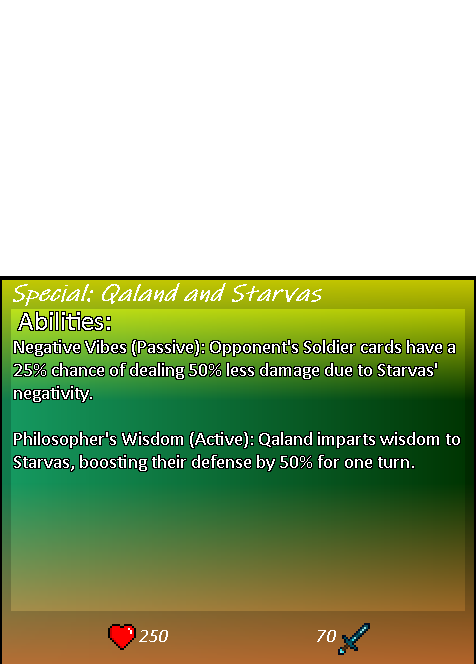 Special: Qaland and Starvas
Abilities:
Negative Vibes (Passive): Opponent's Soldier cards have a
25% chance of dealing 50% less damage due to Starvas'
negativity.
Philosopher's Wisdom (Active): Qaland imparts wisdom to
Starvas, boosting their defense by 50% for one turn.
250 70